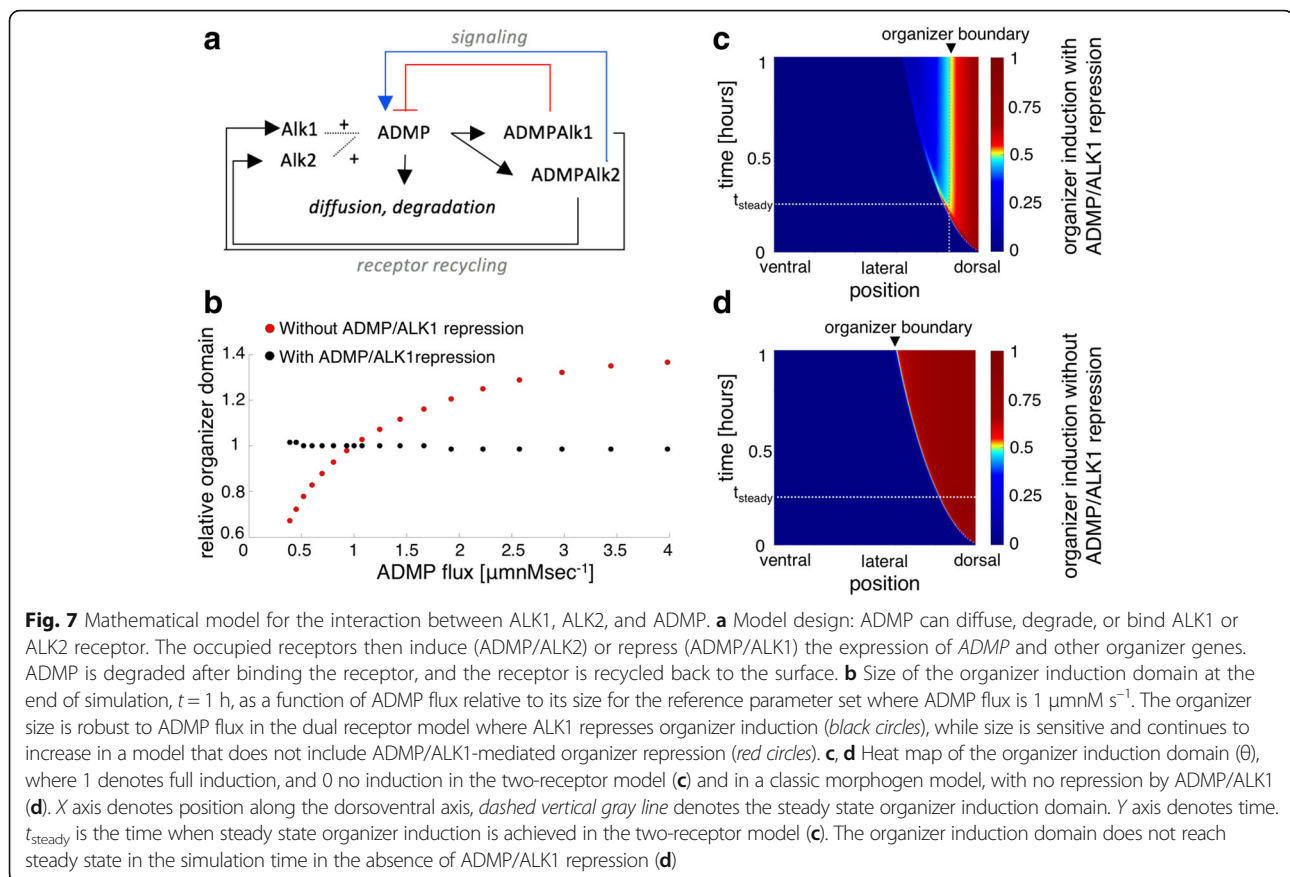 a
signaling
Alk1
+
ADMP
ADMPAlk1
Alk2
+
ADMPAlk2
diffusion, degradation
receptor recycling
b
Without ADMP/ALK1 repression
With ADMP/ALK1repression
relative organizer domain
1.4
1.2
1
0.8
0.6
0
0.5
1
1.5
2
2.5
3
3.5
4
ADMP flux [µmnMsec-1]
c
organizer boundary
time [hours]
1
0.5
tsteady
0
ventral
lateral
dorsal
position
1
0.75
0.5
0.25
0
organizer induction with
ADMP/ALK1 repression
d
organizer boundary
time [hours]
1
0.5
tsteady
0
ventral
lateral
dorsal
position
1
0.75
0.5
0.25
0
organizer induction without
ADMP/ALK1 repression
Fig. 7 Mathematical model for the interaction between ALK1, ALK2, and ADMP. a Model design: ADMP can diffuse, degrade, or bind ALK1 or
ALK2 receptor. The occupied receptors then induce (ADMP/ALK2) or repress (ADMP/ALK1) the expression of ADMP and other organizer genes.
ADMP is degraded after binding the receptor, and the receptor is recycled back to the surface. b Size of the organizer induction domain at the
end of simulation, t = 1 h, as a function of ADMP flux relative to its size for the reference parameter set where ADMP flux is 1 µmnM s−1. The organizer
size is robust to ADMP flux in the dual receptor model where ALK1 represses organizer induction (black circles), while size is sensitive and continues to
increase in a model that does not include ADMP/ALK1-mediated organizer repression (red circles). c, d Heat map of the organizer induction domain (θ),
where 1 denotes full induction, and 0 no induction in the two-receptor model (c) and in a classic morphogen model, with no repression by ADMP/ALK1
(d). X axis denotes position along the dorsoventral axis, dashed vertical gray line denotes the steady state organizer induction domain. Y axis denotes time.
tsteady is the time when steady state organizer induction is achieved in the two-receptor model (c). The organizer induction domain does not reach
steady state in the simulation time in the absence of ADMP/ALK1 repression (d)